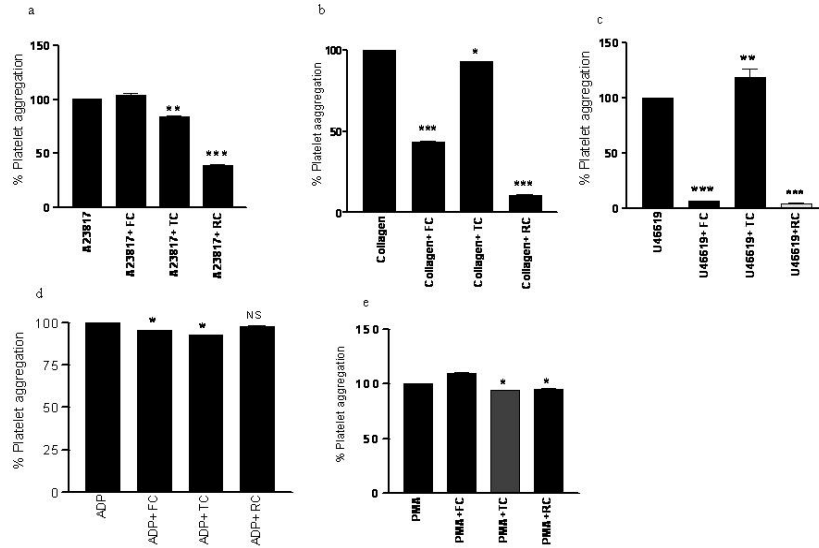 a
% Platelet aggregation
150
100
50
0
**
***
A23817
A23817+ FC
A23817+ TC
A23817+ RC
b
% Platelet aaggregation
100
50
0
***
*
***
Collagen
Collagen+ FC
Collagen+ TC
Collagen+ RC
c
% Platelet aggregation
150
100
50
0
***
**
***
U46619
U46619+ FC
U46619+ TC
U46619+RC
d
% Platelet aggregation
100
75
50
25
0
*
*
NS
ADP
ADP+ FC
ADP+ TC
ADP+ RC
e
% Platelet aggregation
150
100
50
0
*
*
PMA
PMA+FC
PMA+TC
PMA+RC